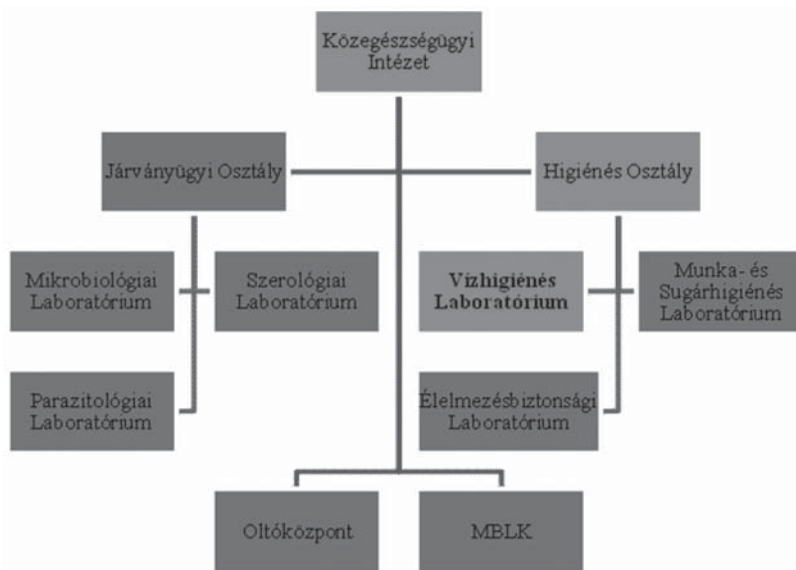 Közegészségügyi
Intézet
Járványügyi Osztály
Higiénés Osztály
Mikrobiológiai
Laboratórium
Szerológiai
Laboratórium
Vízhigiénés
Laboratórium
Munka- és
Sugárhigiénés
Laboratórium
Parazitológiai
Laboratórium
Élelmezésbiztonsági
Laboratórium
Oltóközpont
MBLK